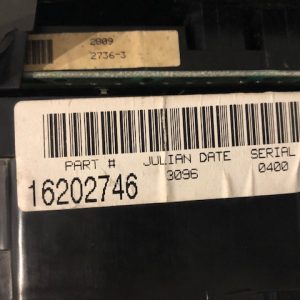 2809
2736-3
PART # JULIAN DATE SERIAL
16202746 3096 0400